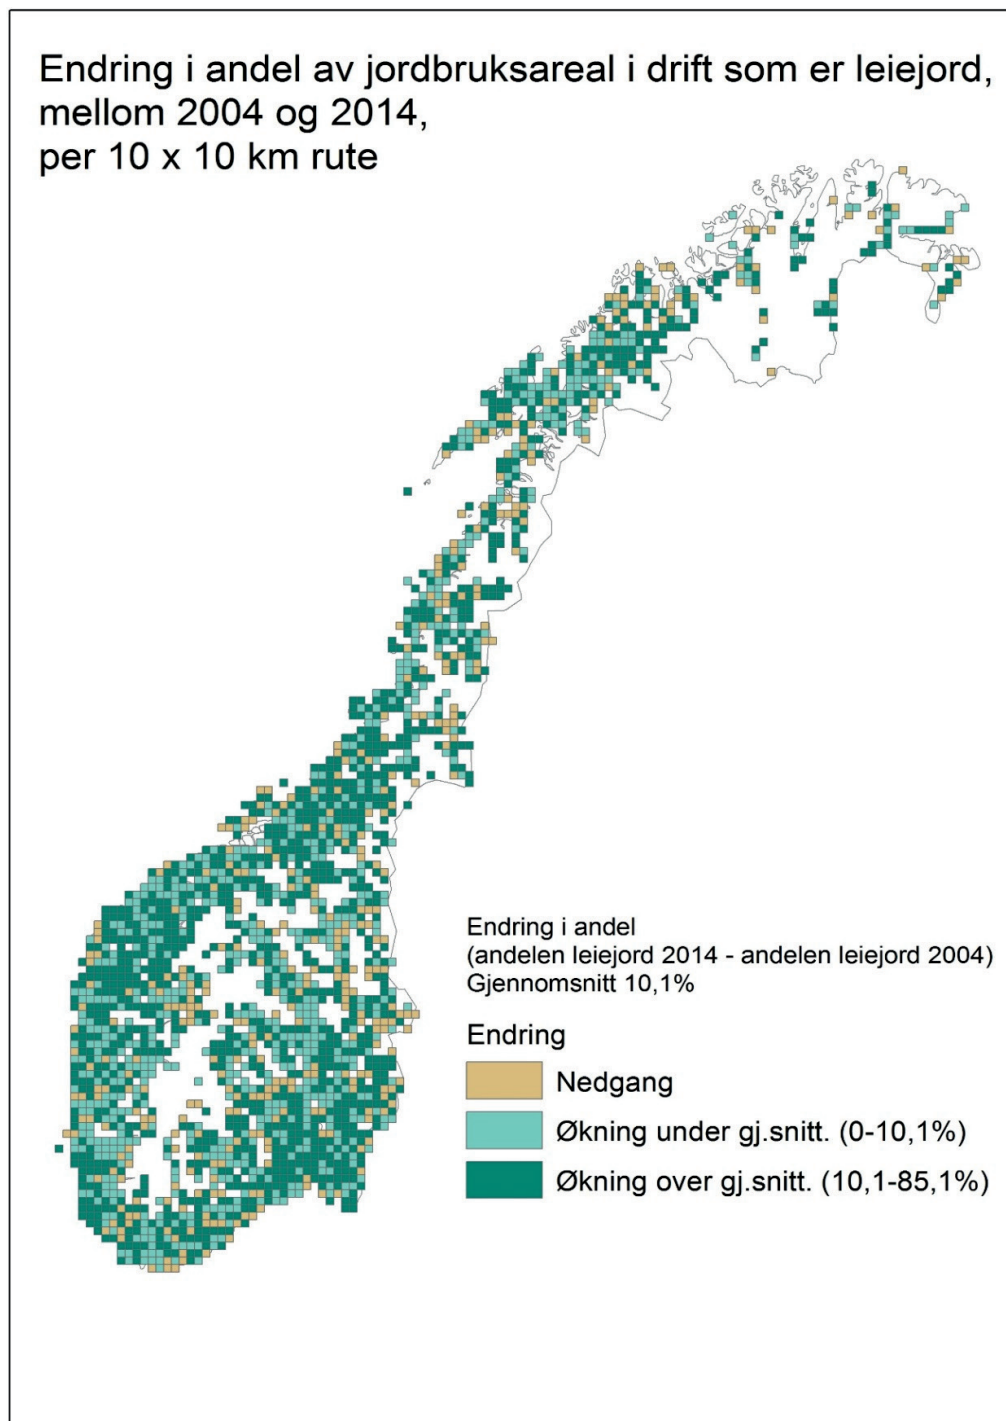 Endring i andel av jordbruksareal i drift som er leiejord,
mellom 2004 og 2014,
per 10 x 10 km rute
Endring i andel
(andelen leiejord 2014 - andelen leiejord 2004)
Gjennomsnitt 10,1%
Endring
Nedgang
Økning under gj.snitt. (0-10,1%)
Økning over gj.snitt. (10,1-85,1%)